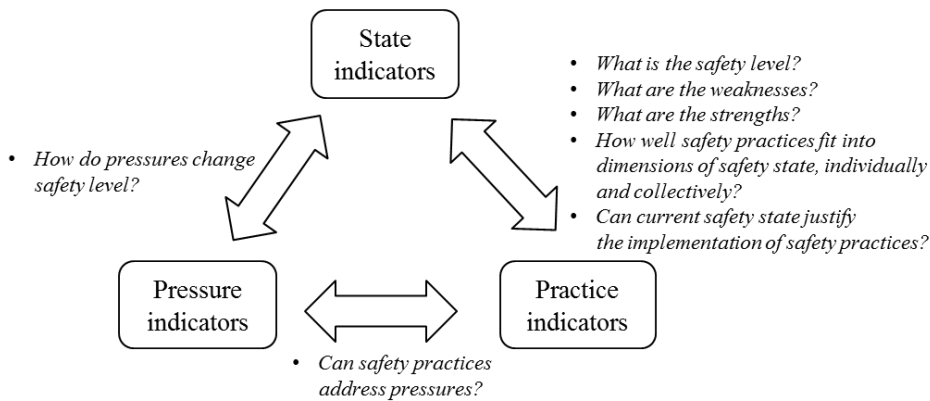 State
indicators
• What is the safety level?
• What are the weaknesses?
• What are the strengths?
• How well safety practices fit into
dimensions of safety state, individually
and collectively?
• Can current safety state justify
the implementation of safety practices?
• How do pressures change
safety level?
Pressure
indicators
Practice
indicators
• Can safety practices
address pressures?